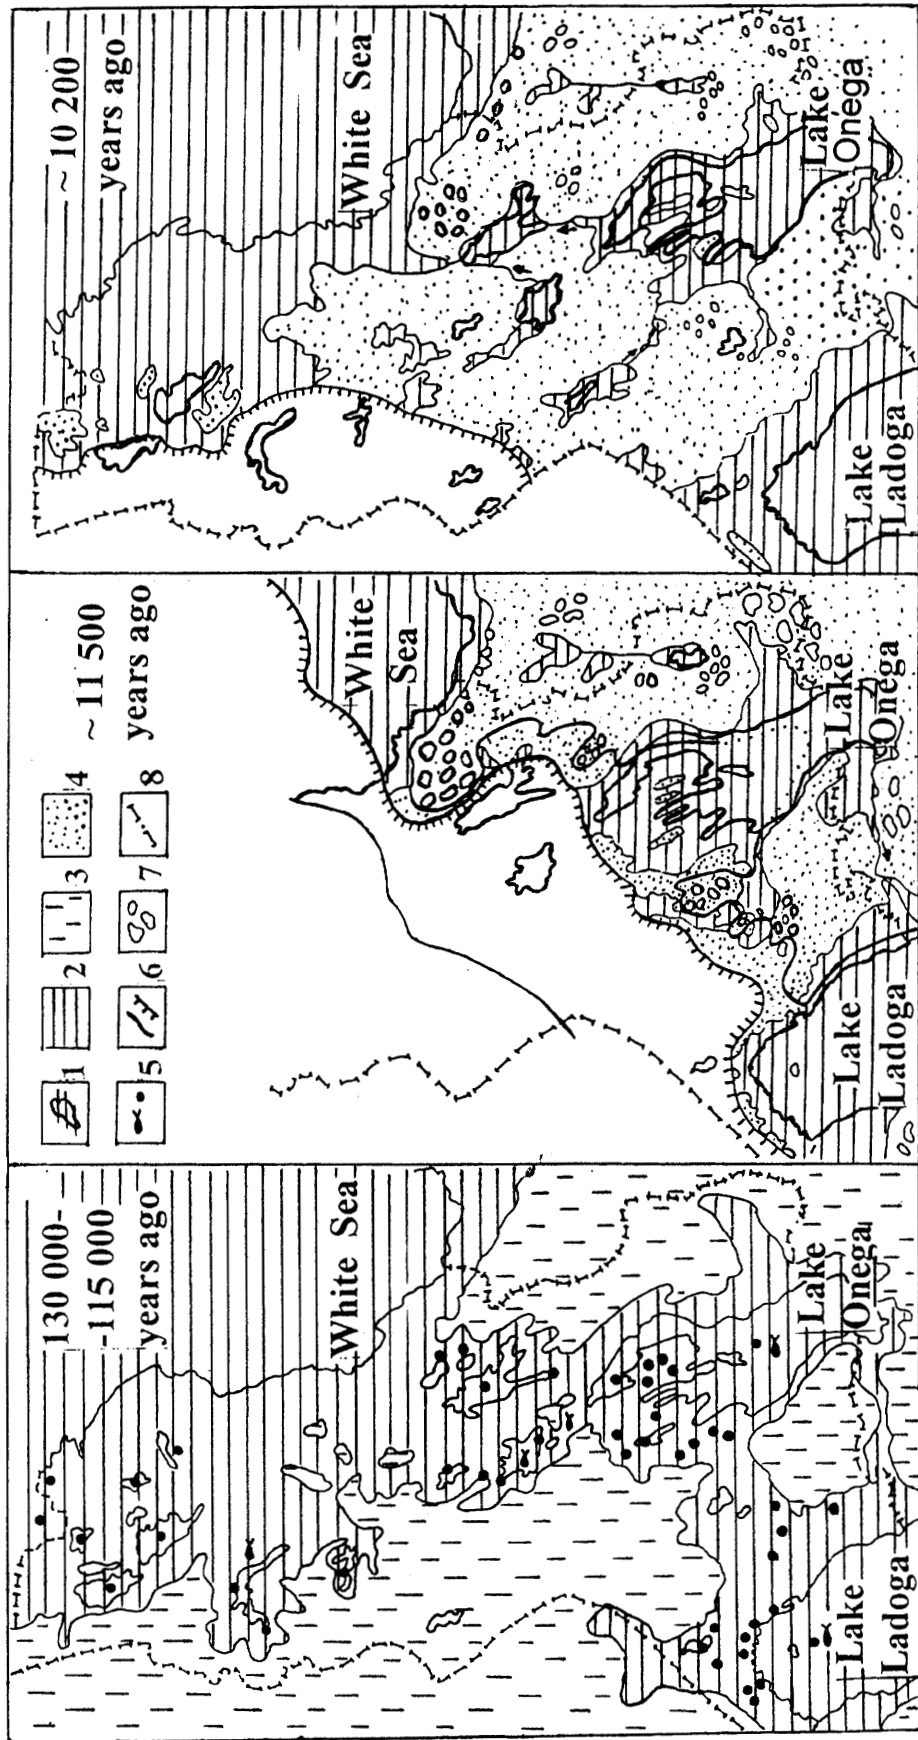 130 000-
-115 000
years ago
White Sea
Lake
Onega
Lake
Ladoga
1
2
3
4
5
6
7
8
~ 11 500
years ago
White
Sea
Lake
Onega
Lake
Ladoga
~ 10 200
years ago
White Sea
Lake
Onéga
Lake
Ladoga